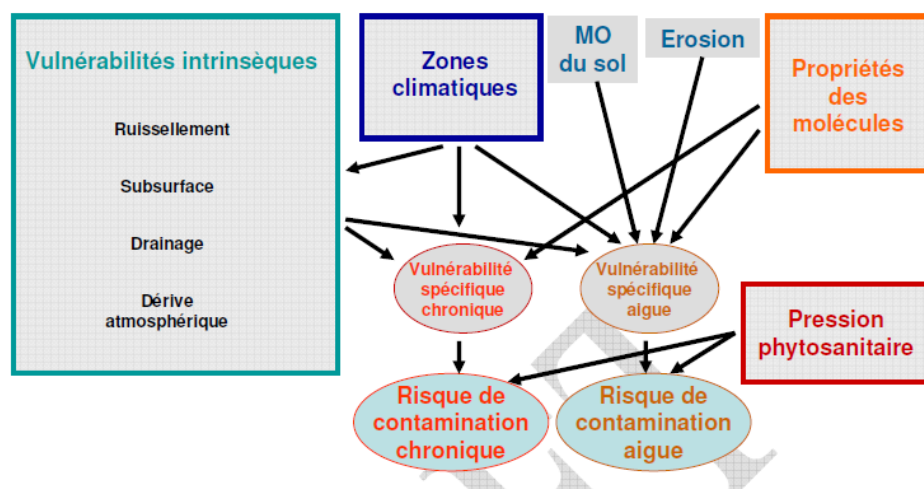 Vulnérabilités intrinsèques
Ruissellement
Subsurface
Drainage
Dérive
atmosphérique
Zones
climatiques
MO
du sol
Erosion
Propriétés
des
molécules
Vulnérabilité
spécifique
chronique
Vulnérabilité
spécifique
aigue
Pression
phytosanitaire
Risque de
contamination
chronique
Risque de
contamination
aigue